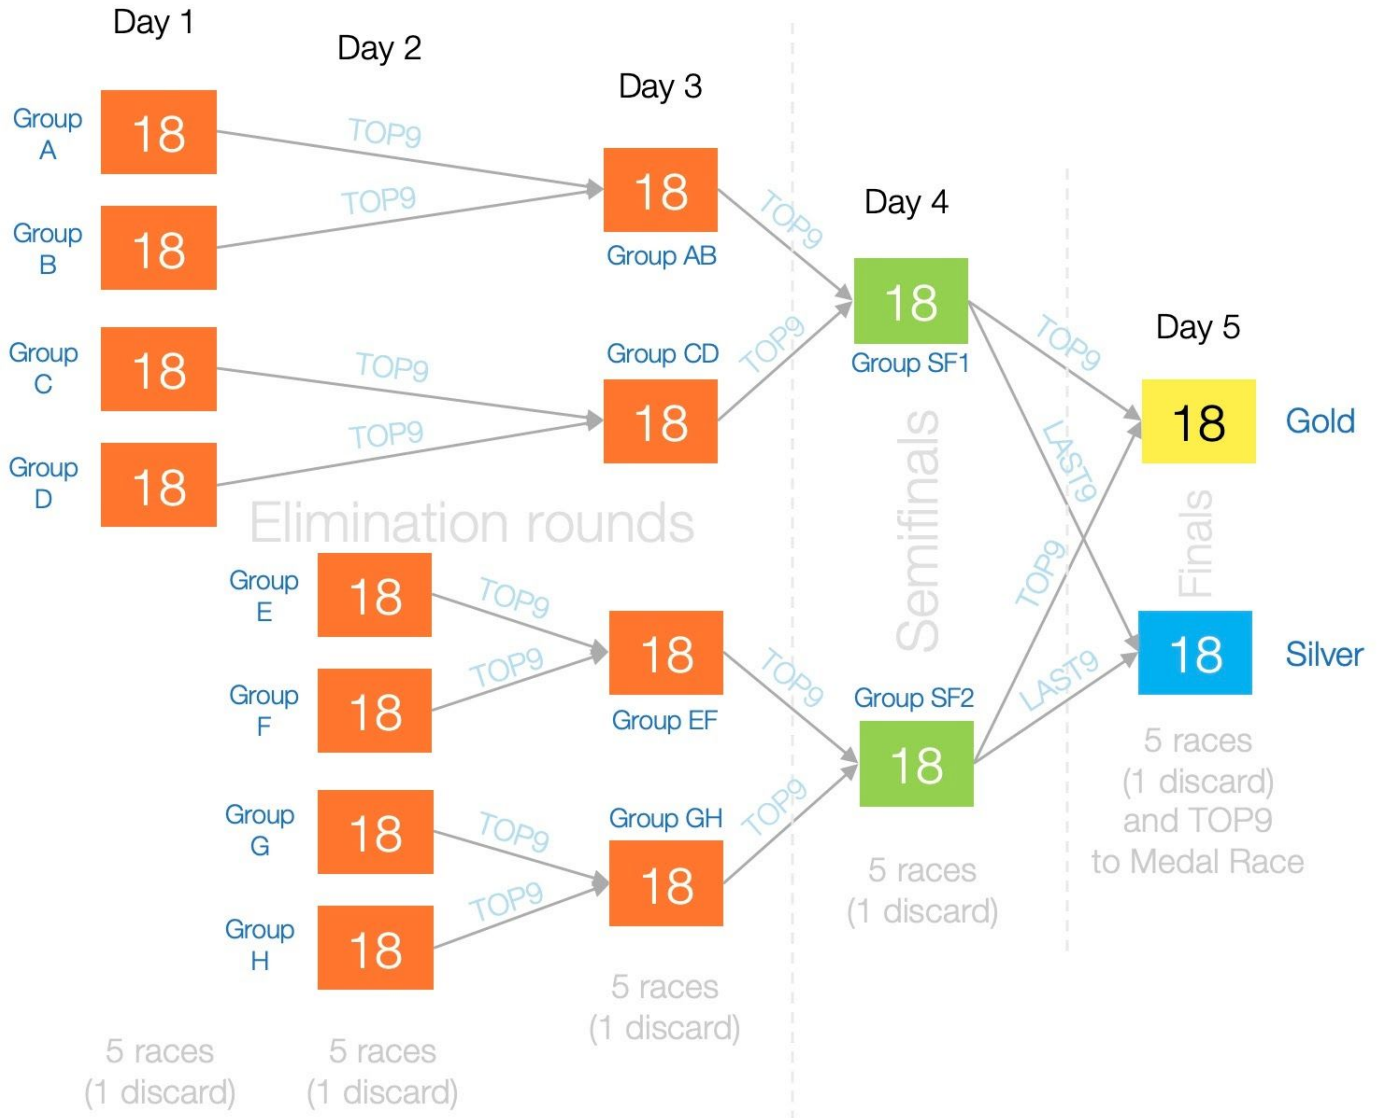 Day 1
Day 2
Day 3
Day 4
Day 5
Group
A
18
TOP9
Group
B
18
TOP9
18
Group AB
TOP9
Group
C
18
TOP9
Group
D
18
TOP9
Group CD
18
TOP9
18
Group SF1
TOP9
LAST9
Elimination rounds
Semifinals
Finals
18
Gold
Group
E
18
TOP9
Group
F
18
TOP9
18
Group EF
TOP9
Group
G
18
TOP9
Group
H
18
TOP9
Group GH
18
TOP9
Group SF2
18
TOP9
LAST9
18
Silver
5 races
(1 discard)
and TOP9
to Medal Race
5 races
(1 discard)
5 races
(1 discard)
5 races
(1 discard)
5 races
(1 discard)